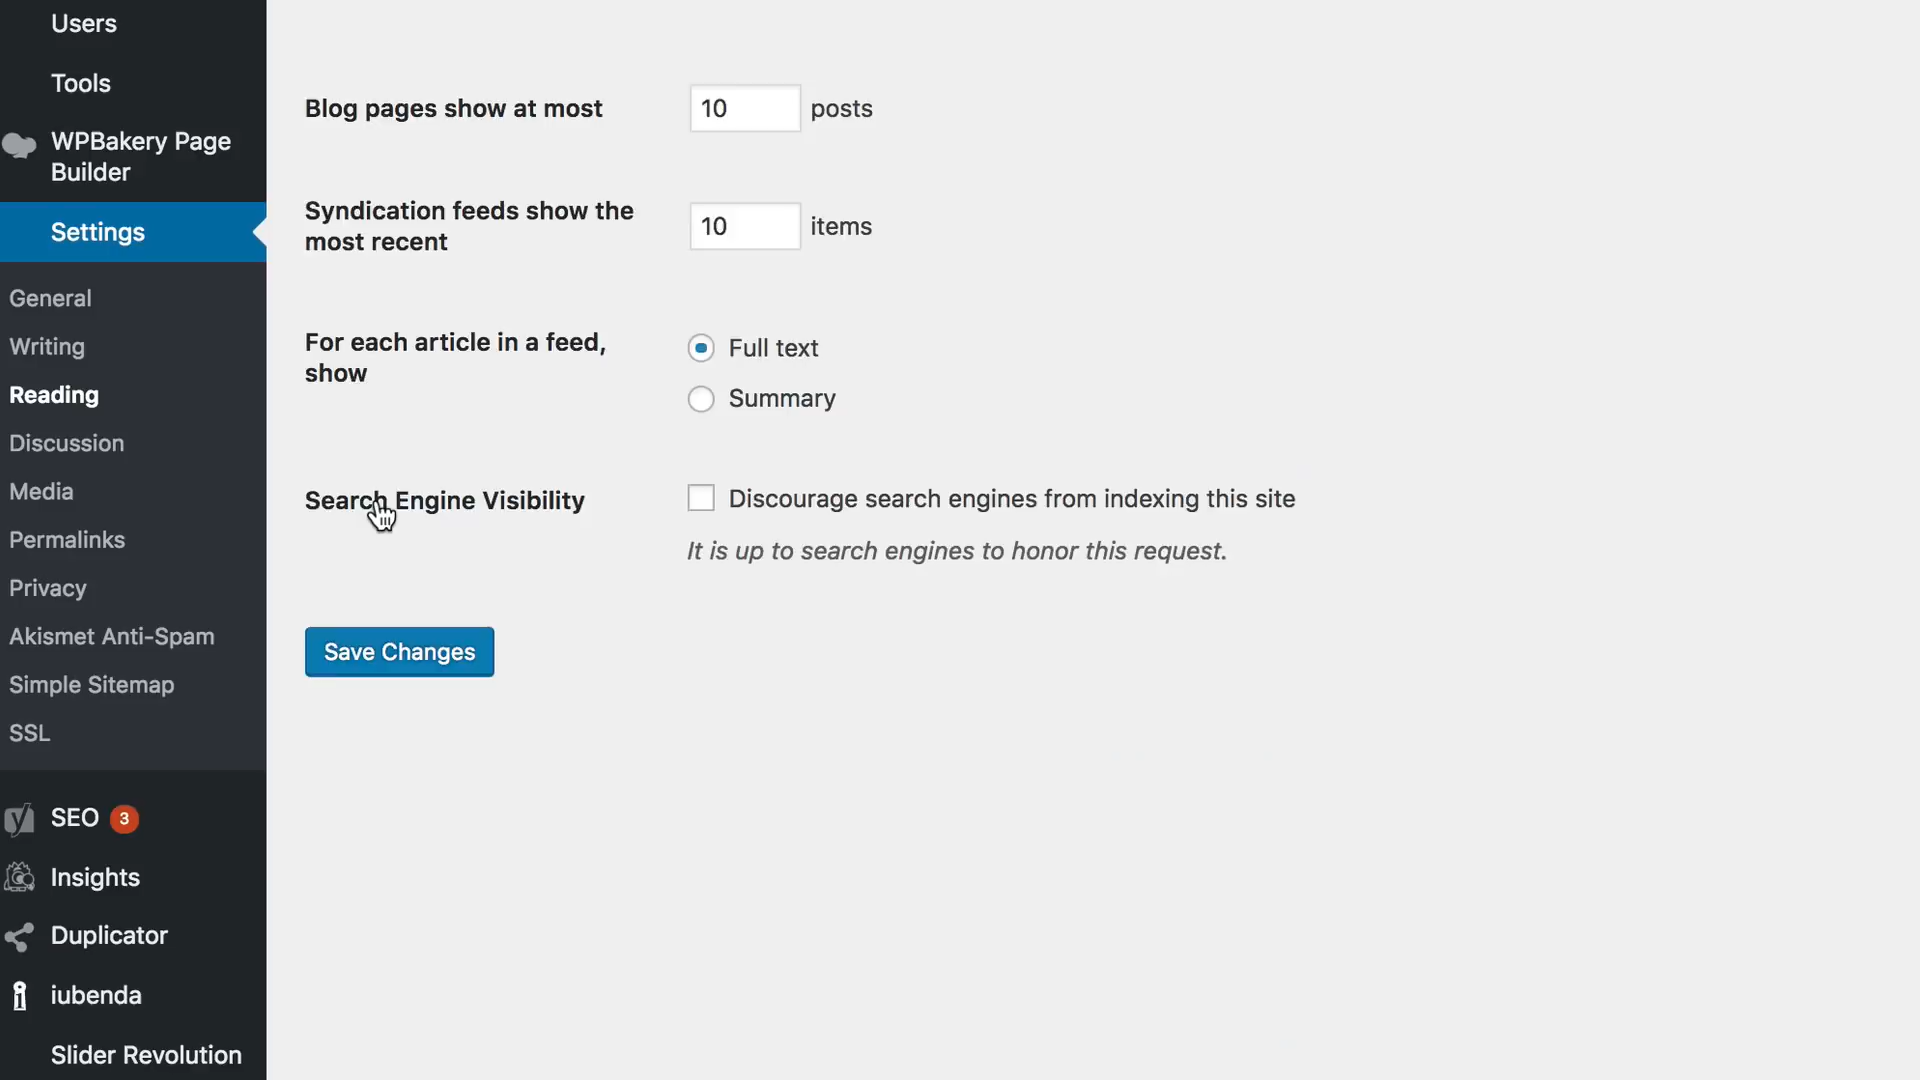 Users
Tools
WPBakery Page
Builder
Settings
General
Writing
Reading
Discussion
Media
Permalinks
Privacy
Akismet Anti-Spam
Simple Sitemap
SSL
SEO 3
Insights
Duplicator
iubenda
Slider Revolution
Blog pages show at most 10 posts
Syndication feeds show the
most recent 10 items
For each article in a feed,
show
Full text
Summary
Search Engine Visibility Discourage search engines from indexing this site
It is up to search engines to honor this request.
Save Changes